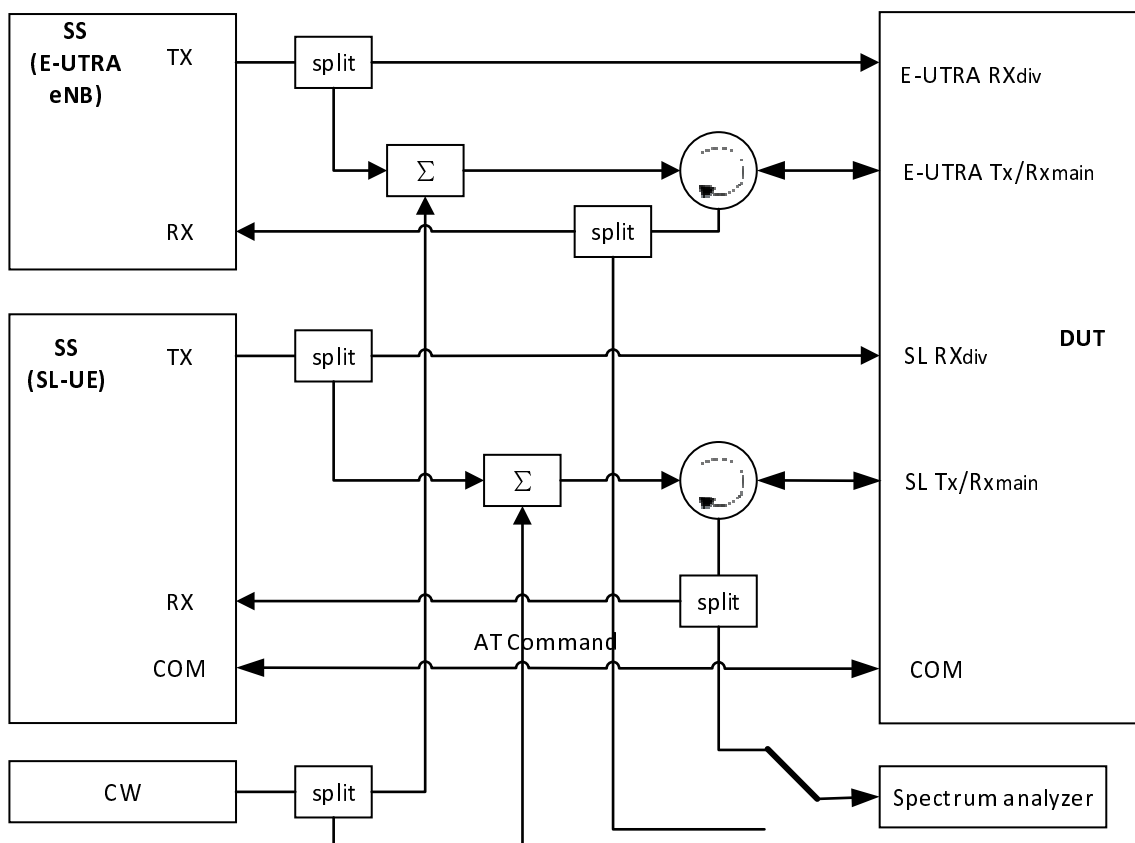 SS
(E-UTRA
eNB)
TX
RX
split
Σ
split
E-UTRA RXdiv
E-UTRA Tx/Rxmain
SS
(SL-UE)
TX
RX
COM
split
Σ
split
AT Command
SL RXdiv
DUT
SL Tx/Rxmain
COM
CW
split
Spectrum analyzer